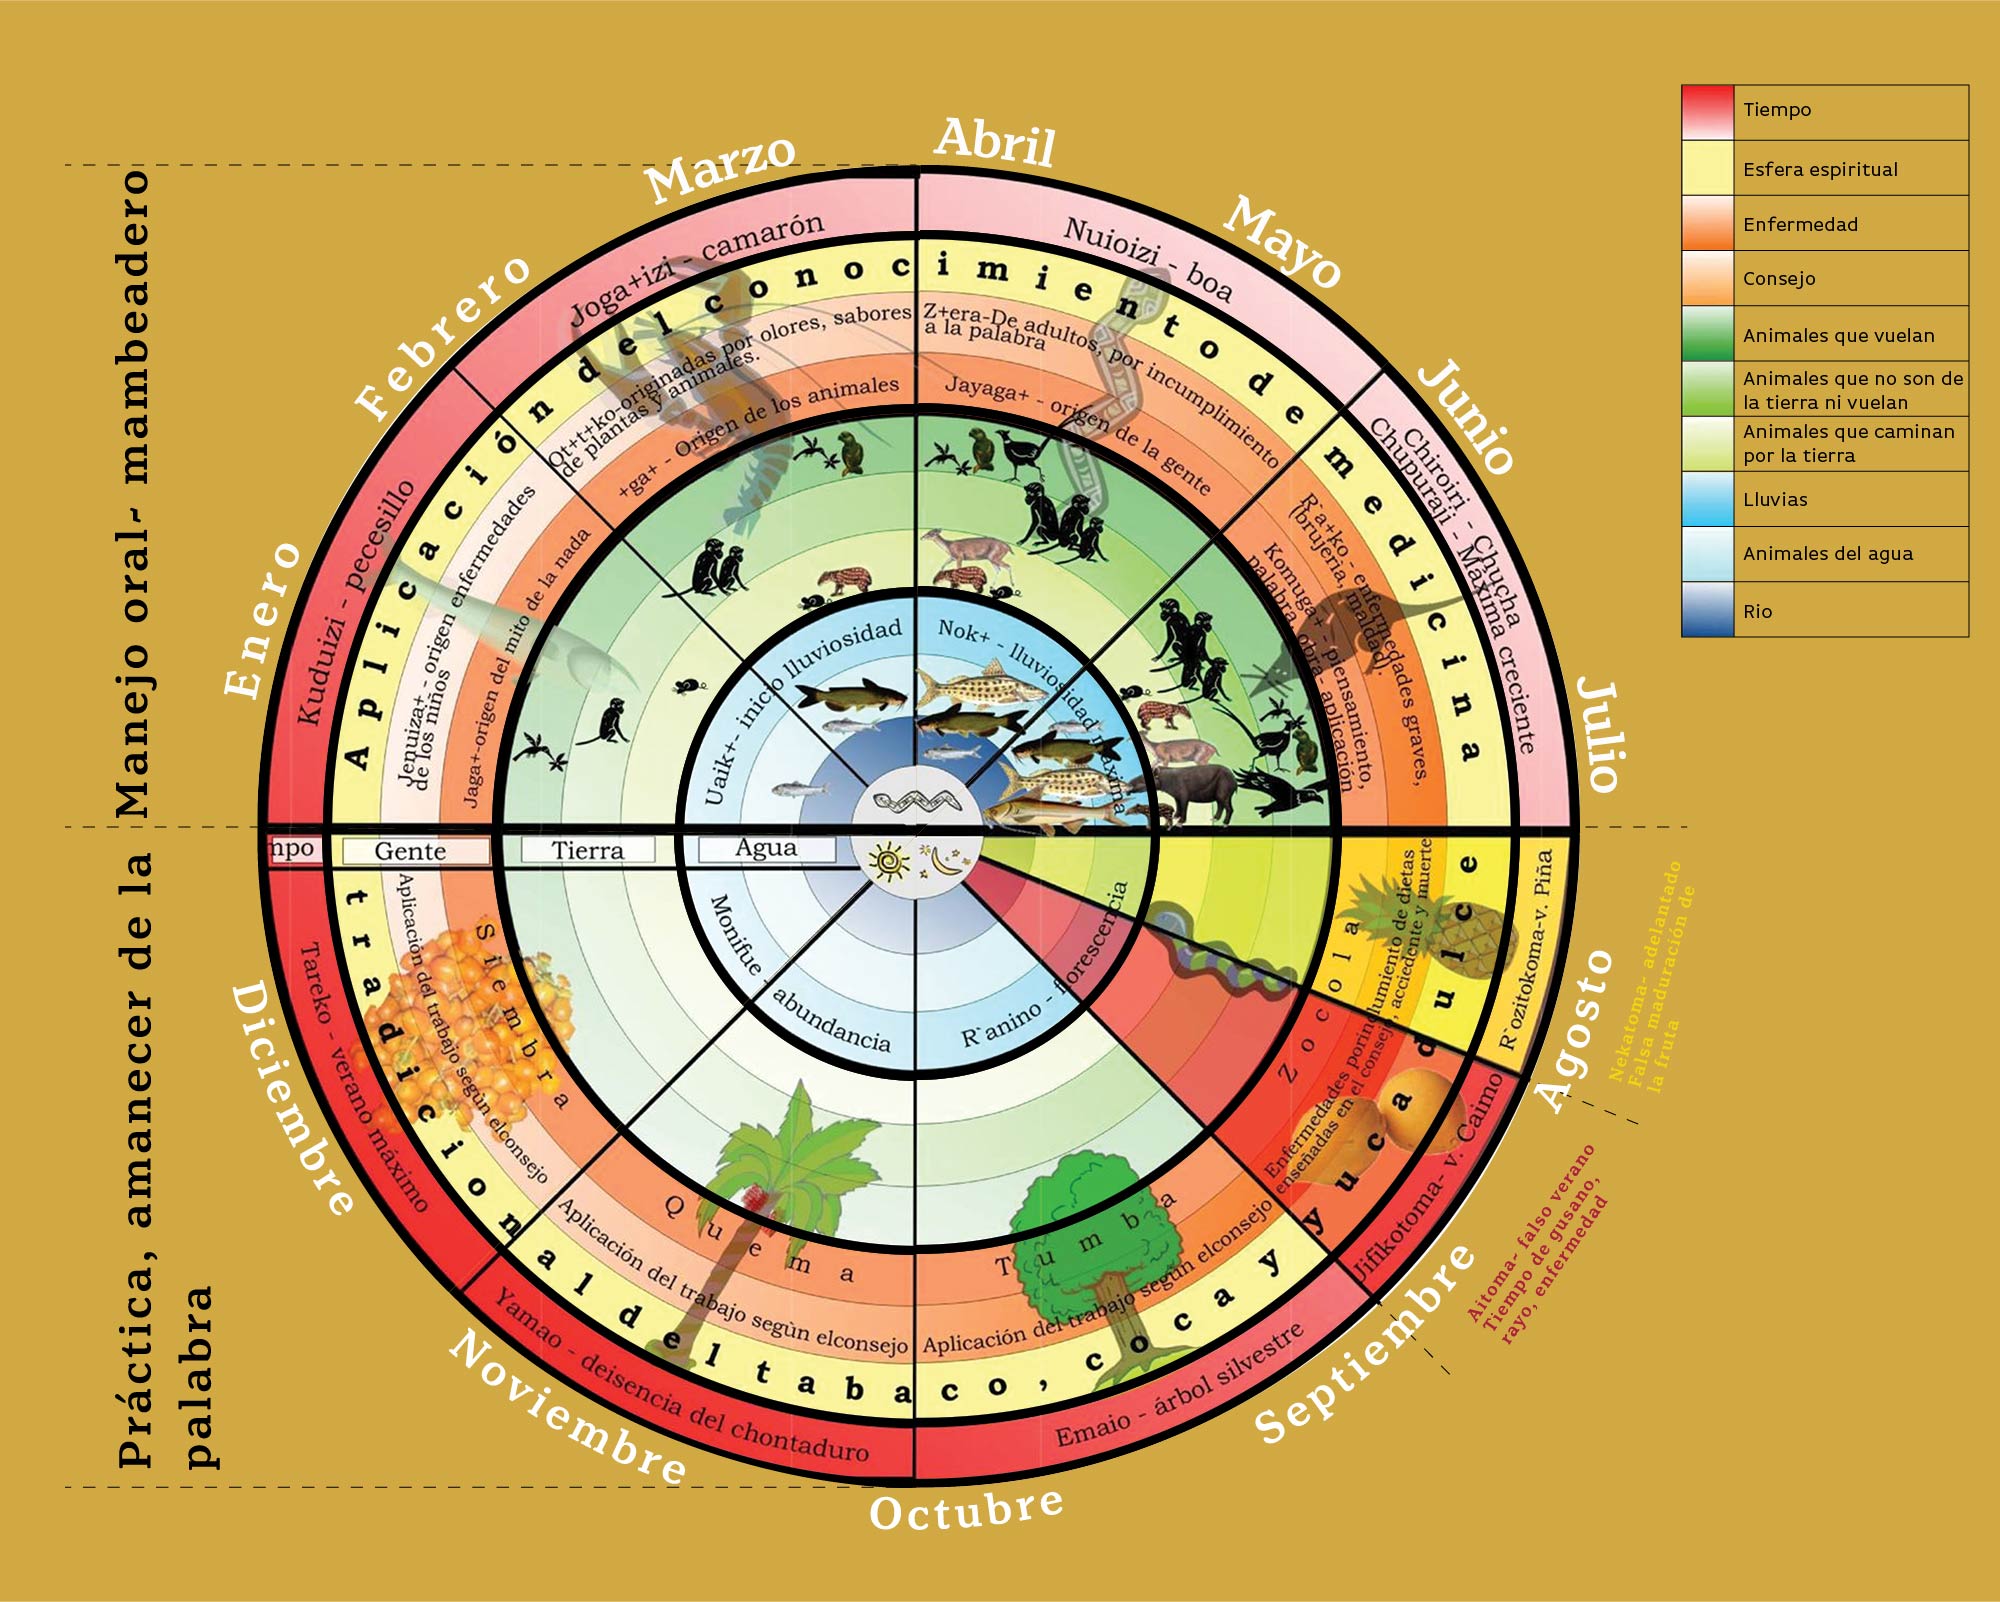 Manejo oral- mambeadero
Práctica, amanecer de la
palabra
Enero
Febrero
Marzo
Abril
Mayo
Junio
Julio
Agosto
Septiembre
Octubre
Noviembre
Diciembre
Tiempo
Esfera espiritual
Enfermedad
Consejo
Animales que vuelan
Animales que no son de
la tierra ni vuelan
Animales que caminan
por la tierra
Lluvias
Animales del agua
Rio
Kuduizi - pecesillo
Joga+izi - camarón
Nuioizi - boa
Chiroiri - Chucha
Chupuraji - Máxima creciente
R`ozitokoma-v. Piña
Jifikotoma- v. Caimo
Emaio - árbol silvestre
Yamao - deisencia del chontaduro
Tareko - verano máximo
Aplicación del conocimiento de medicina
tradicional del tabaco, coca y yuca dulce
Jenuiza+ - origen enfermedades
de los niños
Jaga+-origen del mito de la nada
Ot+t+ko-originadas por olores, sabores
de plantas y animales.
+ga+ - Origen de los animales
Z+era-De adultos, por incumplimiento
a la palabra
Jayaga+ - origen de la gente
R`a+ko - enfermedades graves,
(brujería, maldad).
Komuga+ - piensamiento,
palabra, obra- aplicación
Enfermedades porindlumiento de dietas
enseñadas en el consejo, accidente y muerte
Zocola
Aplicación del trabajo segùn elconsejo
Tumba
Aplicación del trabajo segùn elconsejo
Quema
Aplicación del trabajo segùn elconsejo
Siembra
mpo
Gente
Tierra
Agua
Uaik+- inicio lluviosidad
Nok+ - lluviosidad máxima
R`anino - florescencia
Monifue - abundancia
Nekatoma- adelantado
Falsa maduración de
la fruta
Aitoma- falso verano
Tiempo de gusano,
rayo, enfermedad